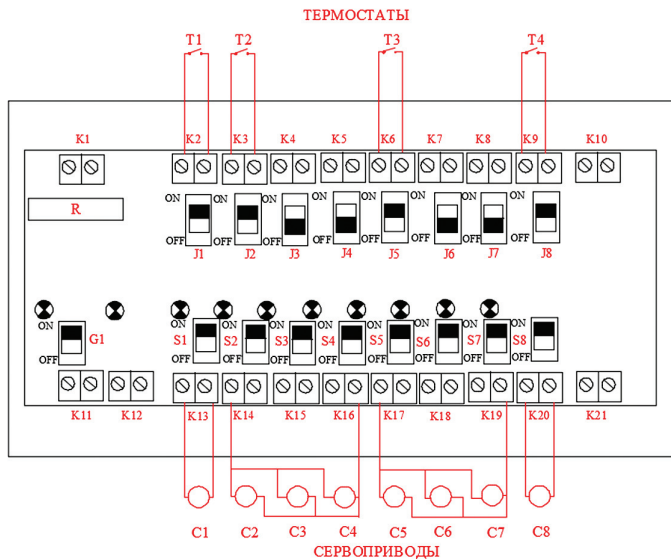 ТЕРМОСТАТЫ
T1 T2 T3 T4
K1 K2 K3 K4 K5 K6 K7 K8 K9 K10
R
ON ON ON ON ON ON ON ON
OFF OFF OFF OFF OFF OFF OFF OFF
J1 J2 J3 J4 J5 J6 J7 J8
ON ON ON ON ON ON ON ON ON
G1 S1 S2 S3 S4 S5 S6 S7 S8
OFF OFF OFF OFF OFF OFF OFF OFF OFF
K11 K12 K13 K14 K15 K16 K17 K18 K19 K20 K21
C1 C2 C3 C4 C5 C6 C7 C8
СЕРВОПРИВОДЫ